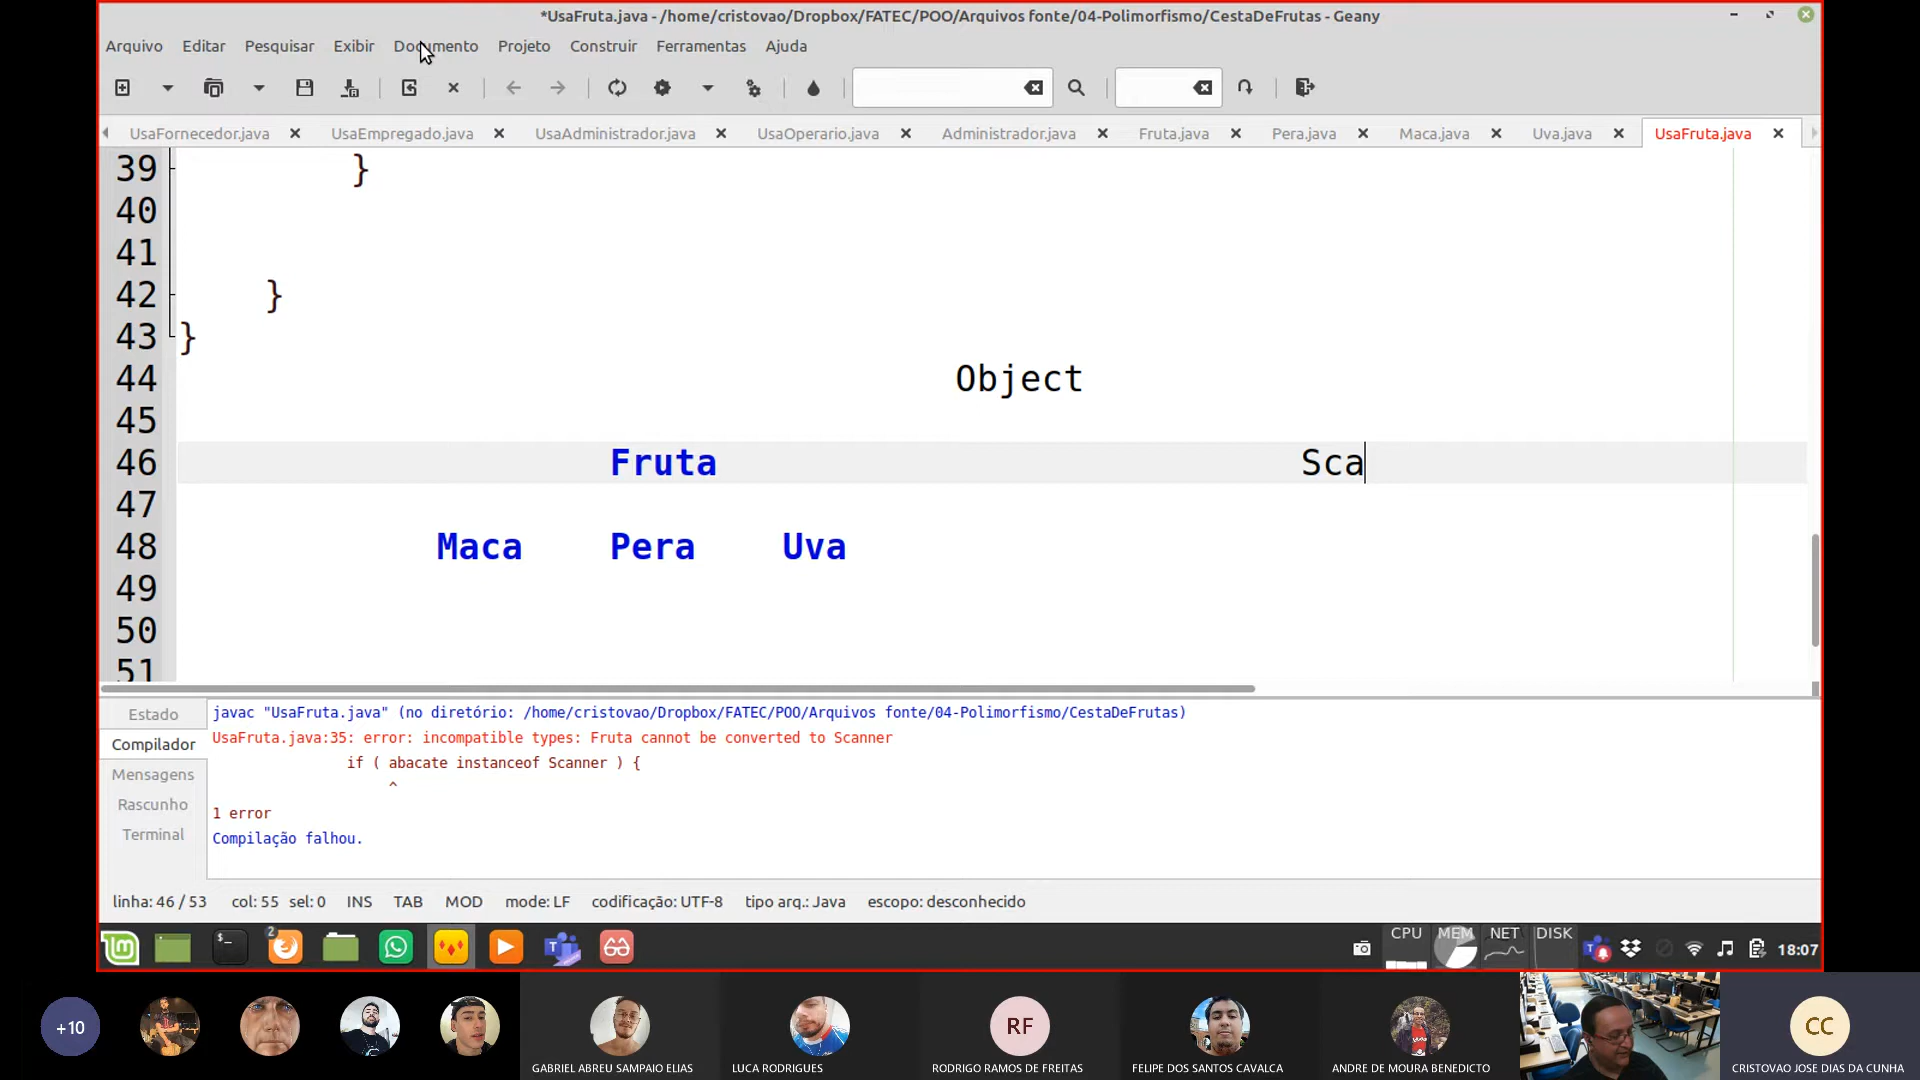 *UsaFruta.java - /home/cristovao/Dropbox/FATEC/POO/Arquivos fonte/04-Polimorfismo/CestaDeFrutas - Geany
Arquivo Editar Pesquisar Exibir Documento Projeto Construir Ferramentas Ajuda
UsaFornecedor.java UsaEmpregado.java UsaAdministrador.java UsaOperario.java Administrador.java Fruta.java Pera.java Maca.java Uva.java UsaFruta.java
39 }
40
41
42 }
43 }
44 Object
45
46 Fruta Sca
47
48 Maca Pera Uva
49
50
51
Estado
Compilador
Mensagens
Rascunho
Terminal
javac "UsaFruta.java" (no diretório: /home/cristovao/Dropbox/FATEC/POO/Arquivos fonte/04-Polimorfismo/CestaDeFrutas)
UsaFruta.java:35: error: incompatible types: Fruta cannot be converted to Scanner
if ( abacate instanceof Scanner ) {
^
1 error
Compilação falhou.
linha: 46 / 53 col: 55 sel: 0 INS TAB MOD mode: LF codificação: UTF-8 tipo arq.: Java escopo: desconhecido
2
CPU MEM NET DISK
18:07
+10
RF
CC
GABRIEL ABREU SAMPAIO ELIAS LUCA RODRIGUES RODRIGO RAMOS DE FREITAS FELIPE DOS SANTOS CAVALCA ANDRE DE MOURA BENEDICTO CRISTOVAO JOSE DIAS DA CUNHA